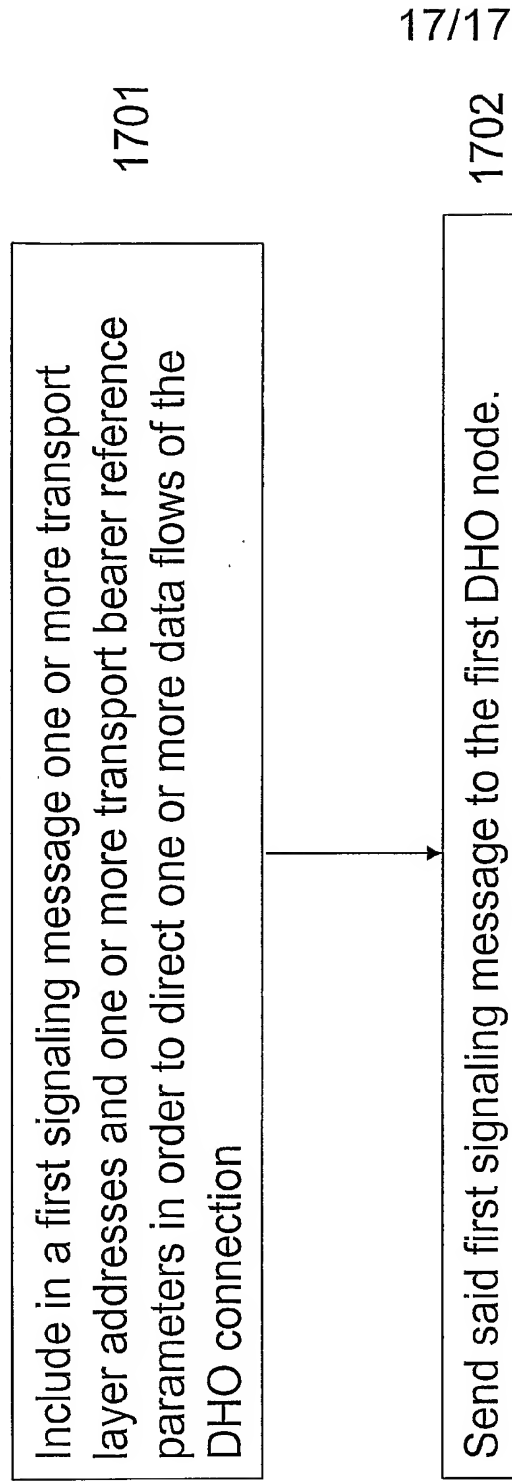 17/17
Include in a first signaling message one or more transport
layer addresses and one or more transport bearer reference
parameters in order to direct one or more data flows of the
DHO connection
1701
Send said first signaling message to the first DHO node.
1702